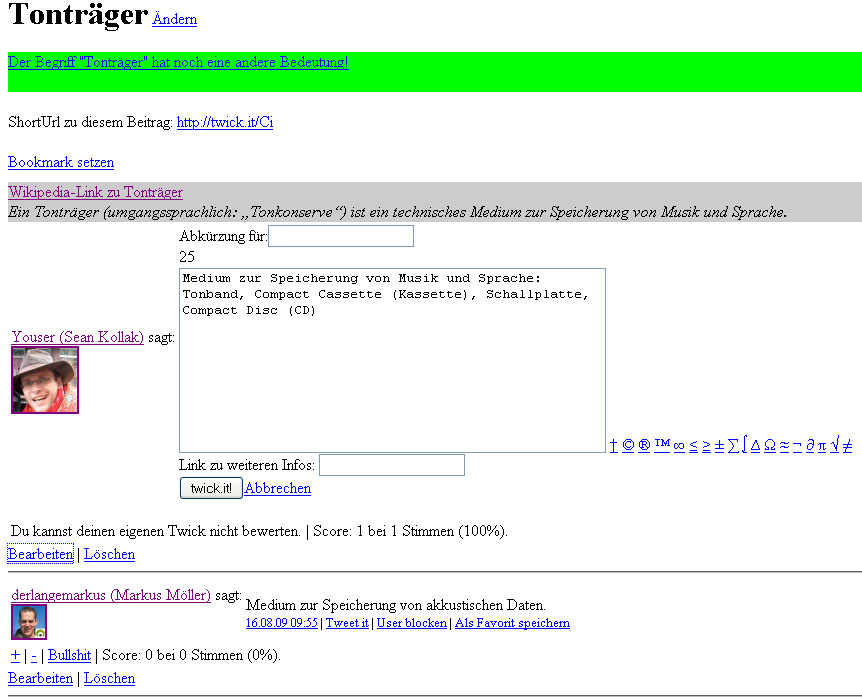 Tonträger Ändern
Der Begriff "Tonträger" hat noch eine andere Bedeutung!
ShortUrl zu diesem Beitrag: http://twick.it/Ci
Bookmark setzen
Wikipedia-Link zu Tonträger
Ein Tonträger (umgangssprachlich: „Tonkonserve“) ist ein technisches Medium zur Speicherung von Musik und Sprache.
Abkürzung für:
25
Medium zur Speicherung von Musik und Sprache:
Tonband, Compact Cassette (Kassette), Schallplatte,
Compact Disc (CD)
Youser (Sean Kollak) sagt:
† © ® ™ ∞ ≤ ≥ ± ∑ ∫ ∆ Ω ≈ ¬ ∂ π √ ≠
Link zu weiteren Infos:
twick.it! Abbrechen
Du kannst deinen eigenen Twick nicht bewerten. | Score: 1 bei 1 Stimmen (100%).
Bearbeiten | Löschen
derlangemarkus (Markus Möller) sagt:
Medium zur Speicherung von akkustischen Daten.
16.08.09 09:55 | Tweet it | User blocken | Als Favorit speichern
+ | - | Bullshit | Score: 0 bei 0 Stimmen (0%).
Bearbeiten | Löschen